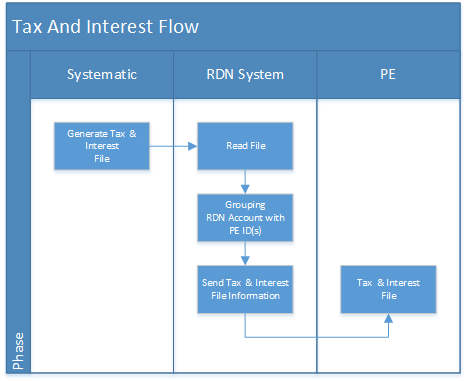 Tax And Interest Flow
Systematic
RDN System
PE
Generate Tax &
Interest
File
Read File
Grouping
RDN Account with
PE ID(s)
Send Tax & Interest
File Information
Tax & Interest
File
Phase